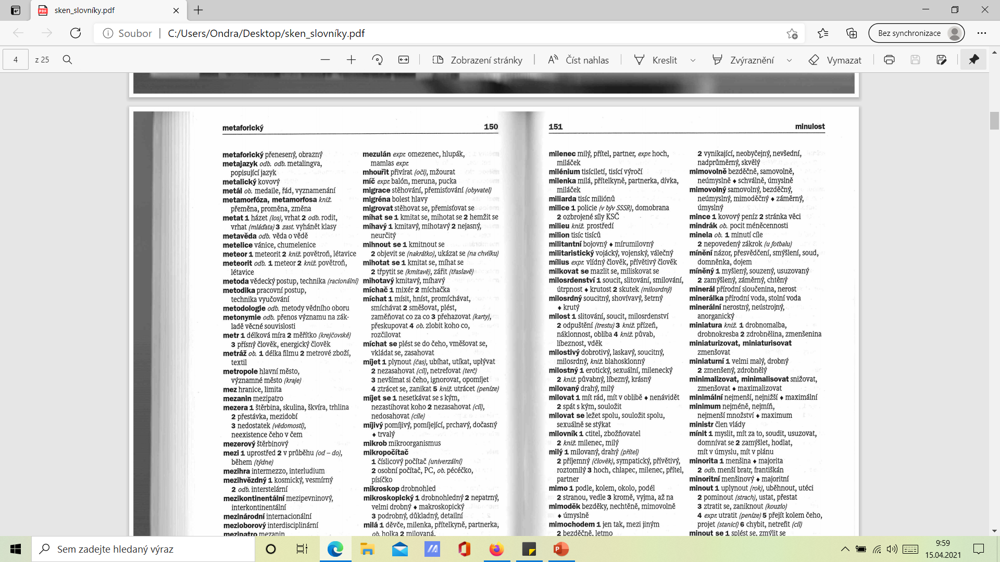 sken_slovníky.pdf
Soubor | C:/Users/Ondra/Desktop/sken_slovníky.pdf
Bez synchronizace
4 z 25
Zobrazení stránky
Číst nahlas
Kreslit
Zvýraznění
Vymazat
metaforický 150
metaforický přenesený, obrazný
metajazyk odb. odb. metalingva,
popisující jazyk
metalický kovový
metál ob. medaile, řád, vyznamenání
metamorfóza, metamorfosa kniž.
přeměna, proměna, změna
metat 1 házet (los), vrhat 2 odb. rodit,
vrhat (mláďata) 3 zast. vyhánět klasy
metavěda odb. věda o vědě
metelice vánice, chumelenice
meteor 1 meteorit 2 kniž. povětroň, létavice
meteorit odb. 1 meteor 2 kniž. povětroň,
létavice
metoda vědecký postup, technika (racionální)
metodika pracovní postup,
technika vyučování
metodologie odb. metody vědního oboru
metonymie odb. přenos významu na zák-
ladě věcné souvislosti
metr 1 délková míra 2 měřítko (krejčovské)
3 přísný člověk, energický člověk
metráž ob. 1 délka filmu 2 metrové zboží,
textil
metropole hlavní město,
významné město (kraje)
mez hranice, limita
mezanin mezipatro
mezera 1 štěrbina, skulina, škvíra, trhlina
2 přestávka, mezidobí
3 nedostatek (vědomostí),
neexistence čeho v čem
mezerový štěrbinový
mezi 1 uprostřed 2 v průběhu (od – do),
během (týdne)
mezihra intermezzo, interludium
mezihvězdný 1 kosmický, vesmírný
2 odb. interstelární
mezikontinentální mezipevninový,
interkontinentální
mezinárodní internacionální
mezioborový interdisciplinární
mezipatro mezanin
mezulán expr. omezenec, hlupák,
mamlas expr.
mhouřit přivírat (oči), mžourat
míč expr. balón, meruna, pucka
migrace stěhování, přemisťování (obyvatel)
migréna bolest hlavy
migrovat stěhovat se, přemisťovat se
míhat se 1 kmitat se, mihotat se 2 hemžit se
míhavý 1 kmitavý, mihotavý 2 nejasný,
neurčitý
mihnout se 1 kmitnout se
2 objevit se (nakrátko), ukázat se (na chvilku)
mihotat se 1 kmitat se, míhat se
2 třpytit se (kmitavě), zářit (třaslavě)
mihotavý kmitavý, míhavý
míchač 1 mixér 2 míchačka
míchat 1 mísit, hníst, promíchávat,
smíchávat 2 směšovat, plést,
zaměňovat co za co 3 přehazovat (karty),
přeskupovat 4 ob. zlobit koho co,
rozčilovat
míchat se plést se do čeho, vměšovat se,
vkládat se, zasahovat
míjet 1 plynout (čas), ubíhat, utíkat, uplývat
2 nezasahovat (cíl), netrefovat (terč)
3 nevšímat si čeho, ignorovat, opomíjet
4 ztrácet se, zanikat 5 kniž. utrácet (peníze)
míjet se 1 nesetkávat se s kým,
nezastihovat koho 2 nezasahovat (cíl),
nedosahovat (cíle)
míjivý pomíjivý, pomíjející, prchavý, dočasný
♦ trvalý
mikrob mikroorganismus
mikropočítač
1 číslicový počítač (univerzální)
2 osobní počítač, PC, ob. pécéčko,
písíčko
mikroskop drobnohled
mikroskopický 1 drobnohledný 2 nepatrný,
velmi drobný ♦ makroskopický
3 podrobný, důkladný, detailní
milá 1 děvče, milenka, přítelkyně, partnerka,
ob. holka 2 milovaná,
151 minulost
milenec milý, přítel, partner, expr. hoch,
miláček
milénium tisíciletí, tisící výročí
milenka milá, přítelkyně, partnerka, dívka,
miláček
miliarda tisíc miliónů
milice 1 policie (v býv SSSR), domobrana
2 ozbrojené síly KSČ
milieu kniž. prostředí
milion tisíc tisíců
militantní bojovný ♦ mírumilovný
militaristický vojácký, vojenský, válečný
mílius expr. vlídný člověk, přívětivý člověk
milkovat se mazlit se, miliskovat se
milosrdenství 1 soucit, slitování, smilování,
útrpnost ♦ krutost 2 skutek (milosrdný)
milosrdný soucitný, shovívavý, šetrný
♦ krutý
milost 1 slitování, soucit, milosrdenství
2 odpuštění (trestu) 3 kniž. přízeň,
náklonnost, obliba 4 kniž. půvab,
líbeznost, vděk
milostivý dobrotivý, laskavý, soucitný,
milosrdný, kniž. blahosklonný
milostný 1 erotický, sexuální, milenecký
2 kniž. půvabný, líbezný, krásný
milovaný drahý, milý
milovat 1 mít rád, mít v oblibě ♦ nenávidět
2 spát s kým, souložit
milovat se ležet spolu, souložit spolu,
sexuálně se stýkat
milovník 1 ctitel, zbožňovatel
2 kniž. milenec, milý
milý 1 milovaný, drahý (přítel)
2 příjemný (člověk), sympatický, přívětivý,
roztomilý 3 hoch, chlapec, milenec, přítel,
partner
mimo 1 podle, kolem, okolo, podél
2 stranou, vedle 3 kromě, vyjma, až na
mimoděk bezděky, nechtěně, mimovolně
♦ úmyslně
mimochodem 1 jen tak, mezi jiným
2 bezděčně, letmo
2 vynikající, neobyčejný, nevšední,
nadprůměrný, skvělý
mimovolně bezděčně, samovolně,
neúmyslně ♦ schválně, úmyslně
mimovolný samovolný, bezděčný,
neúmyslný, mimoděčný ♦ záměrný,
úmyslný
mince 1 kovový peníz 2 stránka věci
mindrák ob. pocit méněcennosti
minela ob. 1 minutí cíle
2 nepovedený zákrok (u fotbalu)
mínění názor, přesvědčení, smýšlení, soud,
domněnka, dojem
míněný 1 myšlený, souzený, usuzovaný
2 zamýšlený, záměrný, chtěný
minerál přírodní sloučenina, nerost
minerálka přírodní voda, stolní voda
minerální nerostný, neústrojný,
anorganický
miniatura kniž. 1 drobnomalba,
drobnokresba 2 zdrobnělina, zmenšenina
miniaturizovat, miniaturisovat
zmenšovat
miniaturní 1 velmi malý, drobný
2 zmenšený, zdrobnělý
minimalizovat, minimalisovat snižovat,
zmenšovat ♦ maximalizovat
minimální nejmenší, nejnižší ♦ maximální
minimum nejméně, nejmíň,
nejmenší množství ♦ maximum
ministr člen vlády
mínit 1 myslit, mít za to, soudit, usuzovat,
domnívat se 2 zamýšlet, hodlat,
mít v úmyslu, mít v plánu
minorita 1 menšina ♦ majorita
2 odb. menší bratr, františkán
minoritní menšinový ♦ majoritní
minout 1 uplynout (rok), uběhnout, utéci
2 pominout (strach), ustat, přestat
3 ztratit se, zaniknout (kouzlo)
4 expr. utratit (peníze) 5 přejít kolem čeho,
projet (stanicí) 6 chybit, netrefit (cíl)
minout se 1 splést se, zmýlit se
Sem zadejte hledaný výraz
9:59
15.04.2021